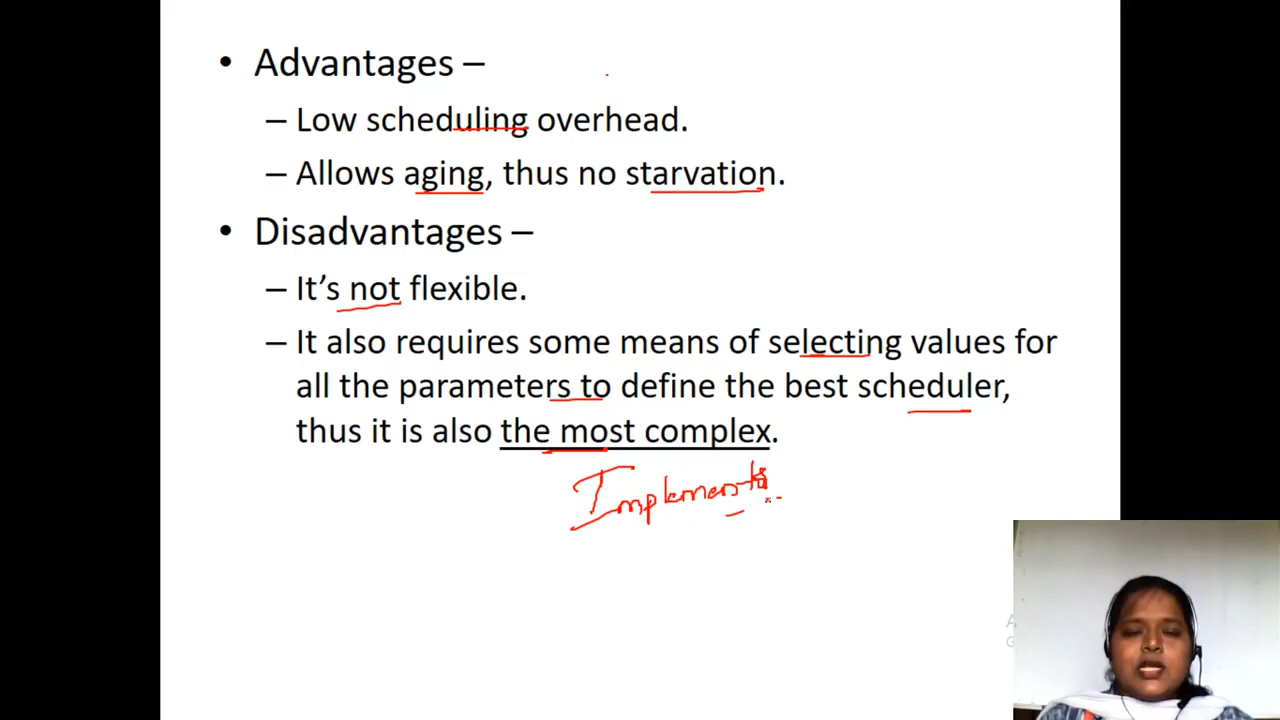 • Advantages –
– Low scheduling overhead.
– Allows aging, thus no starvation.
• Disadvantages –
– It's not flexible.
– It also requires some means of selecting values for
all the parameters to define the best scheduler,
thus it is also the most complex.